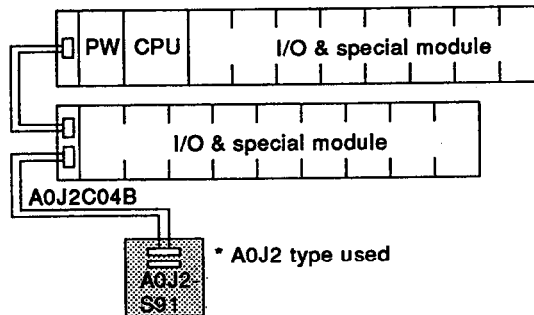 PW CPU I/O & special module
I/O & special module
A0J2C04B
* A0J2 type used
A0J2-
S91